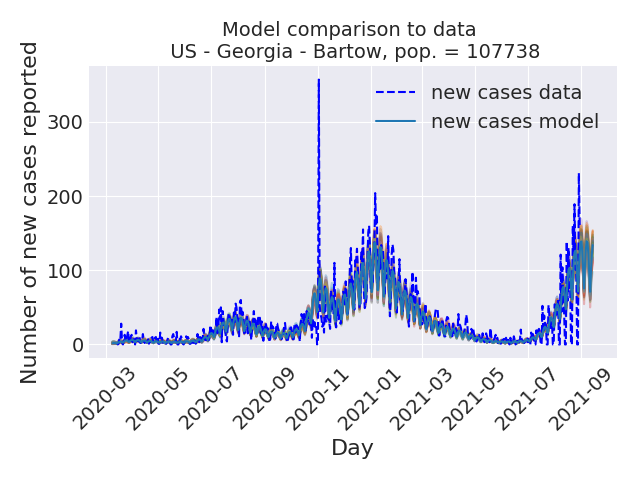 Model comparison to data
US - Georgia - Bartow, pop. = 107738
Number of new cases reported
300
200
100
0
new cases data
new cases model
2020-03
2020-05
2020-07
2020-09
2020-11
2021-01
2021-03
2021-05
2021-07
2021-09
Day